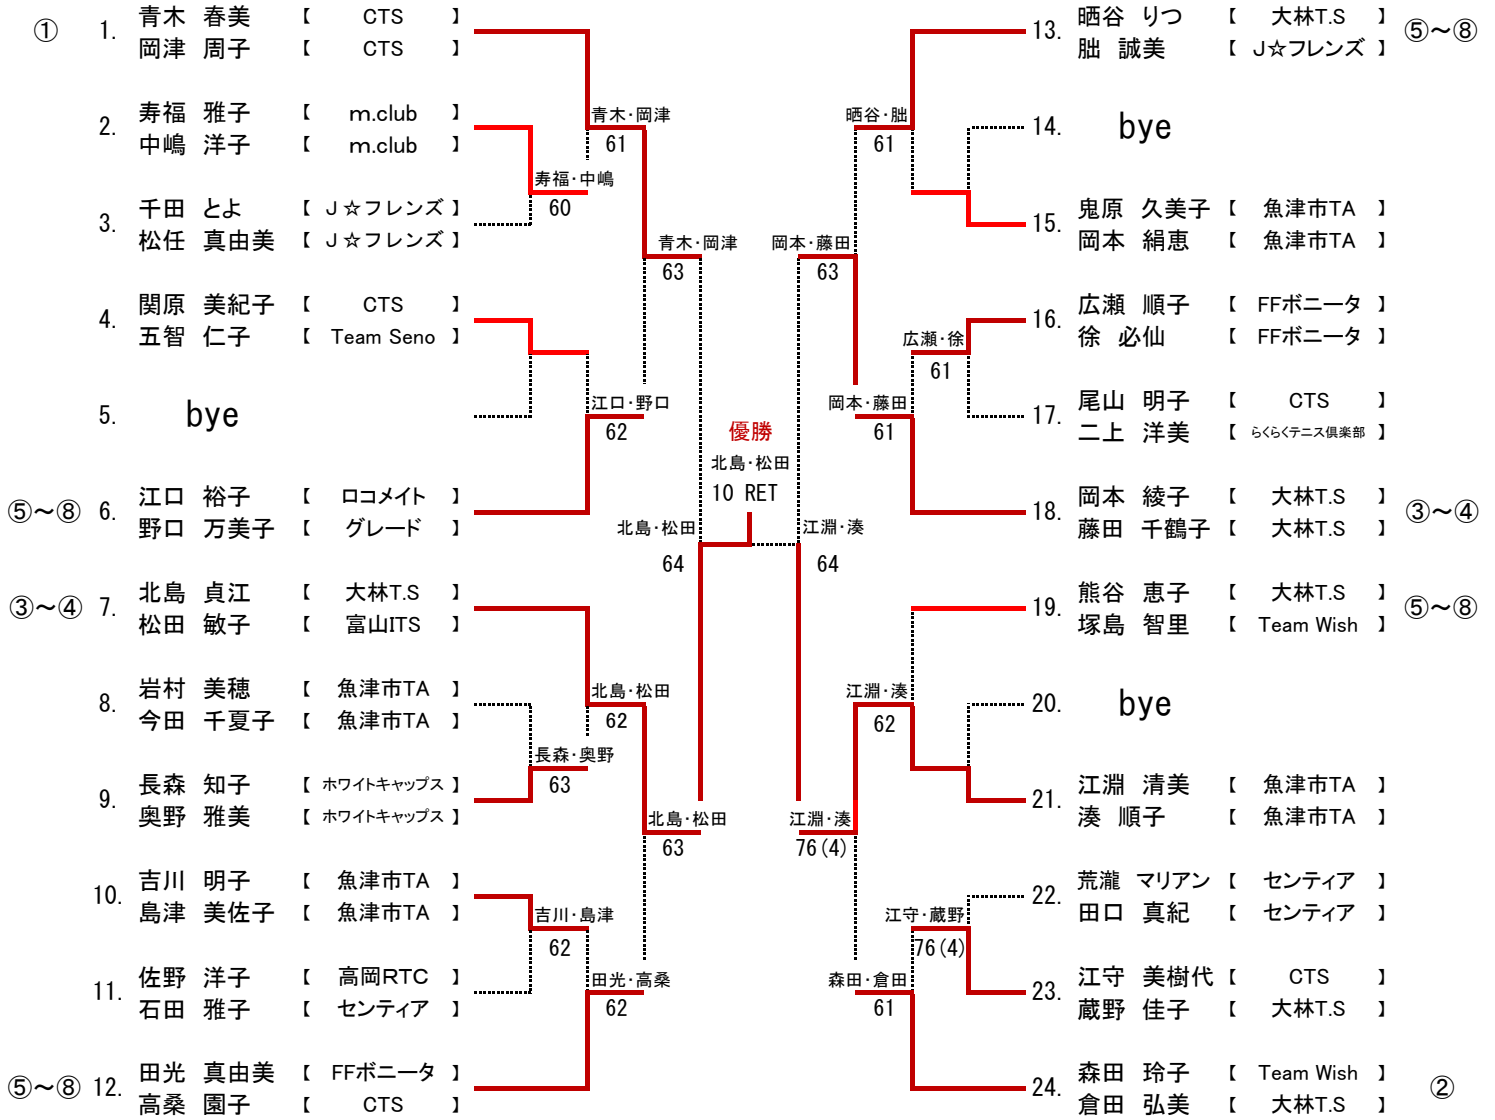 ① 1. 青木 春美 【 CTS 】
岡津 周子 【 CTS 】
2. 寿福 雅子 【 m.club 】
中嶋 洋子 【 m.club 】
3. 千田 とよ 【 J☆フレンズ 】
松任 真由美 【 J☆フレンズ 】
4. 関原 美紀子 【 CTS 】
五智 仁子 【 Team Seno 】
5. bye
⑤～⑧ 6. 江口 裕子 【 ロコメイト 】
野口 万美子 【 グレード 】
③～④ 7. 北島 貞江 【 大林T.S 】
松田 敏子 【 富山ITS 】
8. 岩村 美穂 【 魚津市TA 】
今田 千夏子 【 魚津市TA 】
9. 長森 知子 【 ホワイトキャップス 】
奥野 雅美 【 ホワイトキャップス 】
10. 吉川 明子 【 魚津市TA 】
島津 美佐子 【 魚津市TA 】
11. 佐野 洋子 【 高岡RTC 】
石田 雅子 【 センティア 】
⑤～⑧ 12. 田光 真由美 【 FFボニータ 】
高桑 園子 【 CTS 】
寿福・中嶋
60
長森・奥野
63
吉川・島津
62
青木・岡津
61
江口・野口
62
北島・松田
62
田光・高桑
62
青木・岡津
63
北島・松田
63
北島・松田
64
優勝
北島・松田
10 RET
江淵・湊
64
岡本・藤田
63
江淵・湊
76(4)
晒谷・朏
61
岡本・藤田
61
江淵・湊
62
森田・倉田
61
広瀬・徐
61
江守・蔵野
76(4)
13. 晒谷 りつ 【 大林T.S 】 ⑤～⑧
朏 誠美 【 J☆フレンズ 】
14. bye
15. 鬼原 久美子 【 魚津市TA 】
岡本 絹恵 【 魚津市TA 】
16. 広瀬 順子 【 FFボニータ 】
徐 必仙 【 FFボニータ 】
17. 尾山 明子 【 CTS 】
二上 洋美 【 らくらくテニス倶楽部 】
18. 岡本 綾子 【 大林T.S 】 ③～④
藤田 千鶴子 【 大林T.S 】
19. 熊谷 恵子 【 大林T.S 】 ⑤～⑧
塚島 智里 【 Team Wish 】
20. bye
21. 江淵 清美 【 魚津市TA 】
湊 順子 【 魚津市TA 】
22. 荒瀧 マリアン 【 センティア 】
田口 真紀 【 センティア 】
23. 江守 美樹代 【 CTS 】
蔵野 佳子 【 大林T.S 】
24. 森田 玲子 【 Team Wish 】 ②
倉田 弘美 【 大林T.S 】